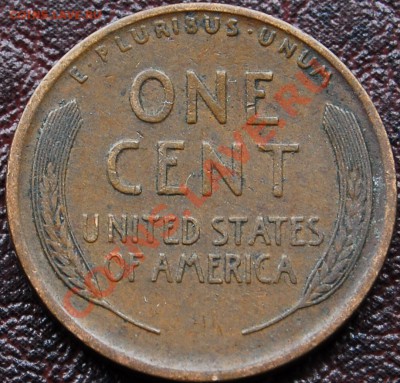 E·PLURIBUS·UNUM
ONE
CENT
UNITED STATES
OF AMERICA